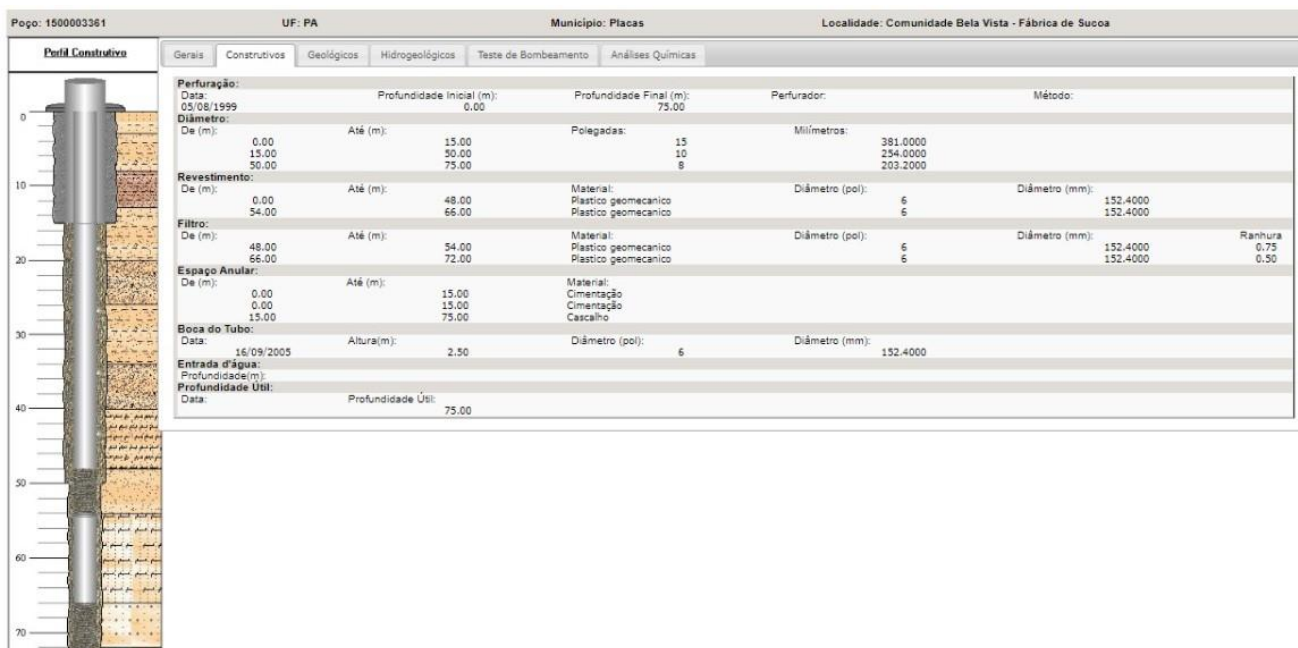 Poço: 1500003361 UF: PA Município: Placas Localidade: Comunidade Bela Vista - Fábrica de Sucoa
Perfil Construtivo
Gerais Construtivos Geológicos Hidrogeológicos Teste de Bombeamento Análises Químicas
Perfuração:
Data: Profundidade Inicial (m): Profundidade Final (m): Perfurador: Método:
05/08/1999 0.00 75.00
Diâmetro:
De (m): Até (m): Polegadas: Milímetros:
0.00 15.00 15 381.0000
15.00 50.00 10 254.0000
50.00 75.00 8 203.2000
Revestimento:
De (m): Até (m): Material: Diâmetro (pol): Diâmetro (mm):
0.00 48.00 Plastico geomecanico 6 152.4000
54.00 66.00 Plastico geomecanico 6 152.4000
Filtro:
De (m): Até (m): Material: Diâmetro (pol): Diâmetro (mm): Ranhura
48.00 54.00 Plastico geomecanico 6 152.4000 0.75
66.00 72.00 Plastico geomecanico 6 152.4000 0.50
Espaço Anular:
De (m): Até (m): Material:
0.00 15.00 Cimentação
0.00 15.00 Cimentação
15.00 75.00 Cascalho
Boca do Tubo:
Data: Altura(m): Diâmetro (pol): Diâmetro (mm):
16/09/2005 2.50 6 152.4000
Entrada d'água:
Profundidade(m):
Profundidade Útil:
Data: Profundidade Útil:
75.00
0
10
20
30
40
50
60
70